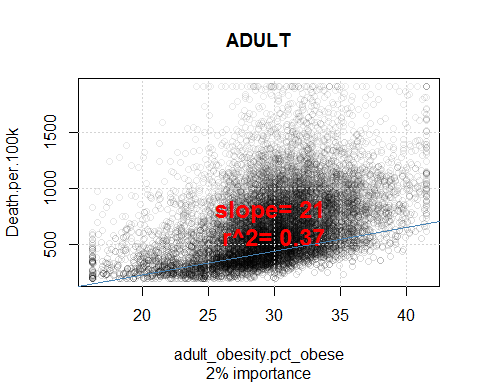 ADULT
Death.per.100k
1500
1000
500
slope= 21
r^2= 0.37
20 25 30 35 40
adult_obesity.pct_obese
2% importance